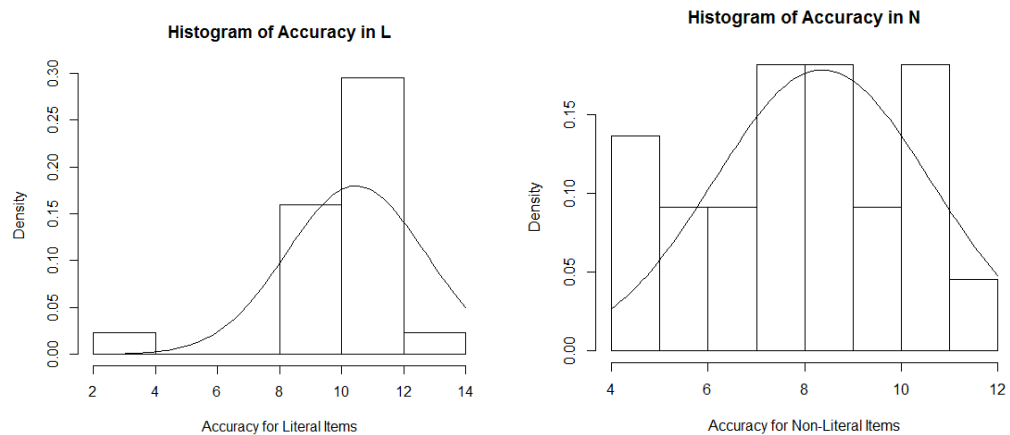 Histogram of Accuracy in L
Density
0.30
0.25
0.20
0.15
0.10
0.05
0.00
2 4 6 8 10 12 14
Accuracy for Literal Items
Histogram of Accuracy in N
Density
0.15
0.10
0.05
0.00
4 6 8 10 12
Accuracy for Non-Literal Items